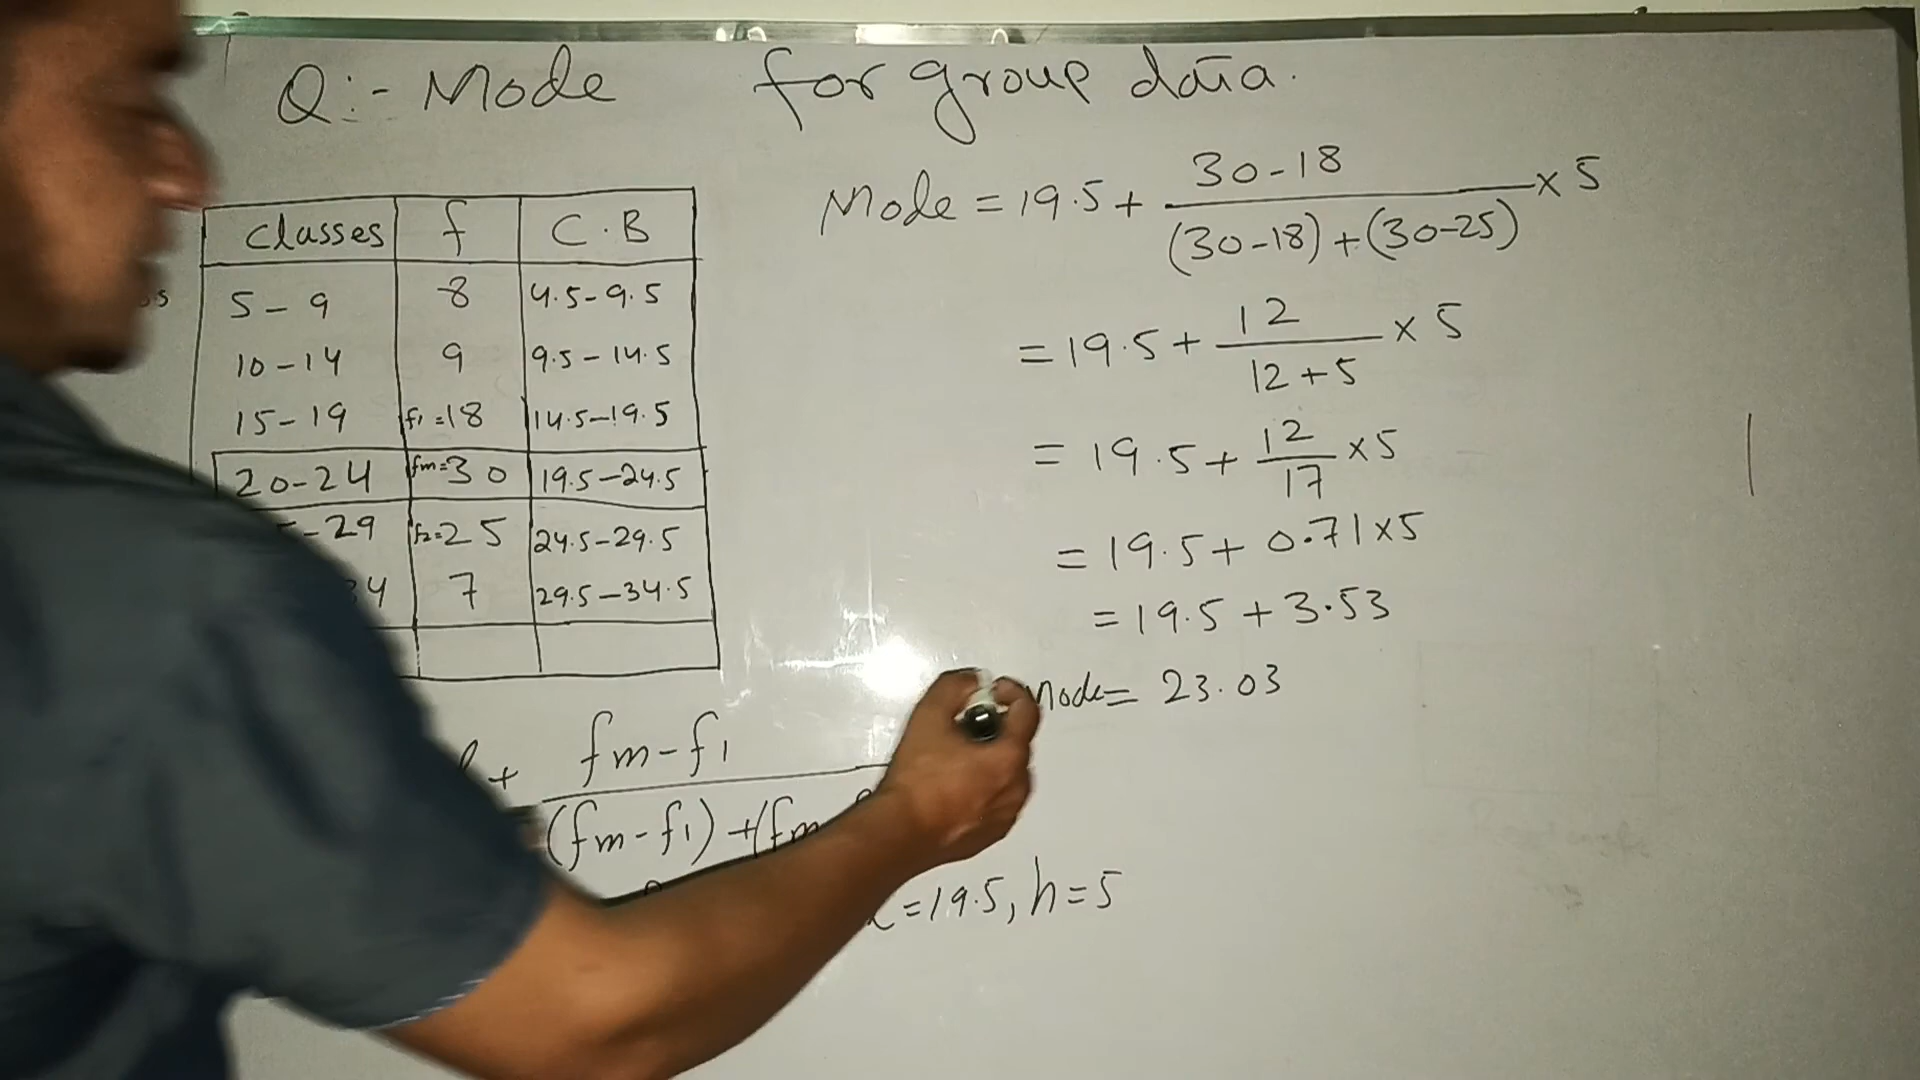 Q:- Mode for group data.
Classes f C.B
5-9 8 4.5-9.5
10-14 9 9.5-14.5
15-19 f1=18 14.5-19.5
20-24 fm=30 19.5-24.5
-29 f2=25 24.5-29.5
34 7 29.5-34.5
l + fm-f1
(fm-f1)+(fm
=19.5, h=5
Mode = 19.5 + 30-18 × 5
(30-18)+(30-25)
= 19.5 + 12 × 5
12+5
= 19.5 + 12 × 5
17
= 19.5 + 0.71×5
= 19.5 + 3.53
Mode= 23.03